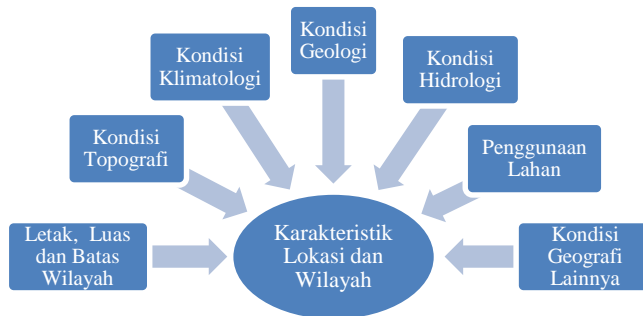 Kondisi
Geologi
Kondisi
Klimatologi
Kondisi
Hidrologi
Kondisi
Topografi
Penggunaan
Lahan
Letak, Luas
dan Batas
Wilayah
Karakteristik
Lokasi dan
Wilayah
Kondisi
Geografi
Lainnya